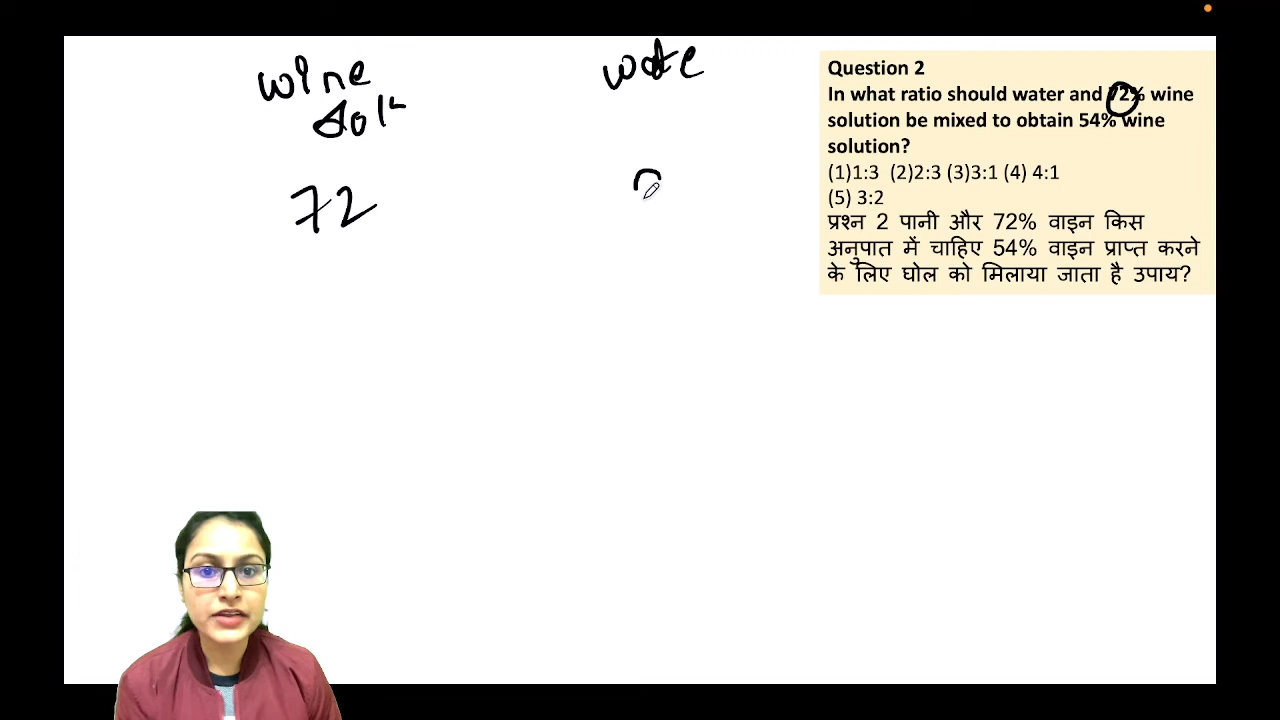 wine wate
soln
72
Question 2
In what ratio should water and 72% wine
solution be mixed to obtain 54% wine
solution?
(1)1:3 (2)2:3 (3)3:1 (4) 4:1
(5) 3:2
प्रश्न 2 पानी और 72% वाइन किस
अनुपात में चाहिए 54% वाइन प्राप्त करने
के लिए घोल को मिलाया जाता है उपाय?